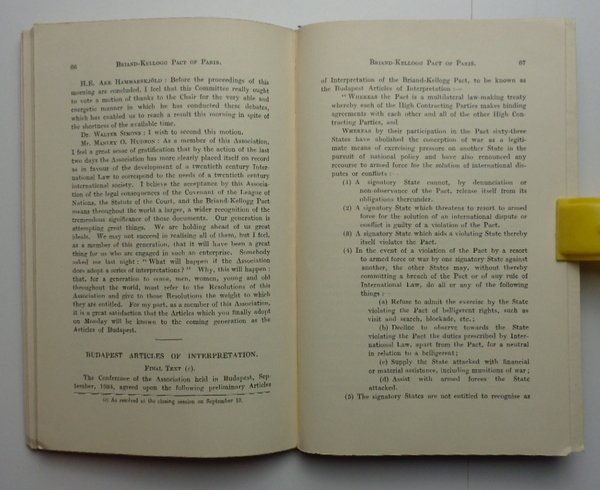 66
BRIAND-KELLOGG PACT OF PARIS.
H.E. AKE HAMMARSKJÖLD: Before the proceedings of this
morning are concluded, I feel that this Committee really ought
to vote a motion of thanks to the Chair for the very able and
energetic manner in which he has conducted these debates,
which has enabled us to reach a result this morning in spite of
the shortness of the available time.
DR. WALTER SIMONS: I wish to second this motion.
MR. MANLEY O. HUDSON: As a member of this Association,
I feel a great sense of gratification that by the action of the last
two days the Association has more clearly placed itself on record
as in favour of the development of a twentieth century Inter-
national Law to correspond to the needs of a twentieth century
international society. I believe the acceptance by this Associa-
tion of the legal consequences of the Covenant of the League of
Nations, the Statute of the Court, and the Briand-Kellogg Pact
means throughout the world a larger, a wider recognition of the
tremendous significance of these documents. Our generation is
attempting great things. We are holding ahead of us great
ideals. We may not succeed in realising all of them, but I feel,
as a member of this generation, that it will have been a great
thing for us who are engaged in such an enterprise. Somebody
asked me last night: "What will happen if the Association
does adopt a series of interpretations?" Why, this will happen:
that, for a generation to come, men, women, young and old
throughout the world, must refer to the Resolutions of this
Association and give to those Resolutions the weight to which
they are entitled. For my part, as a member of this Association,
it is a great satisfaction that the Articles which you finally adopt
on Monday will be known to the coming generation as the
Articles of Budapest.
BUDAPEST ARTICLES OF INTERPRETATION.
FINAL TEXT (c).
The Conference of the Association held in Budapest, Sep-
tember, 1934, agreed upon the following preliminary Articles
(c) As resolved at the closing session on September 10.
BRIAND-KELLOGG PACT OF PARIS.
67
of Interpretation of the Briand-Kellogg Pact, to be known as
the Budapest Articles of Interpretation:—
"WHEREAS the Pact is a multilateral law-making treaty
whereby each of the High Contracting Parties makes binding
agreements with each other and all of the other High Con-
tracting Parties, and
WHEREAS by their participation in the Pact sixty-three
States have abolished the conception of war as a legiti-
mate means of exercising pressure on another State in the
pursuit of national policy and have also renounced any
recourse to armed force for the solution of international dis-
putes or conflicts:—
(1) A signatory State cannot, by denunciation or
non-observance of the Pact, release itself from its
obligations thereunder.
(2) A signatory State which threatens to resort to armed
force for the solution of an international dispute or
conflict is guilty of a violation of the Pact.
(3) A signatory State which aids a violating State thereby
itself violates the Pact.
(4) In the event of a violation of the Pact by a resort
to armed force or war by one signatory State against
another, the other States may, without thereby
committing a breach of the Pact or of any rule of
International Law, do all or any of the following
things:—
(a) Refuse to admit the exercise by the State
violating the Pact of belligerent rights, such as
visit and search, blockade, etc.;
(b) Decline to observe towards the State
violating the Pact the duties prescribed by Inter-
national Law, apart from the Pact, for a neutral
in relation to a belligerent;
(c) Supply the State attacked with financial
or material assistance, including munitions of war;
(d) Assist with armed forces the State
attacked.
(5) The signatory States are not entitled to recognise as